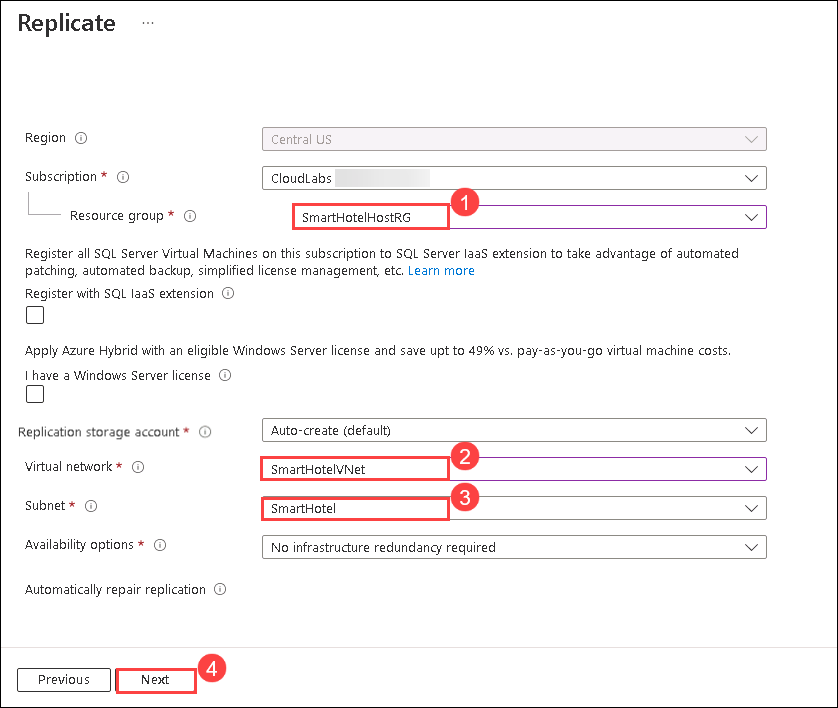 Replicate ...
Region
Central US
Subscription *
CloudLabs
1
Resource group *
SmartHotelHostRG
Register all SQL Server Virtual Machines on this subscription to SQL Server IaaS extension to take advantage of automated
patching, automated backup, simplified license management, etc. Learn more
Register with SQL IaaS extension
Apply Azure Hybrid with an eligible Windows Server license and save upt to 49% vs. pay-as-you-go virtual machine costs.
I have a Windows Server license
Replication storage account *
Auto-create (default)
2
Virtual network *
SmartHotelVNet
3
Subnet *
SmartHotel
Availability options *
No infrastructure redundancy required
Automatically repair replication
4
Previous
Next